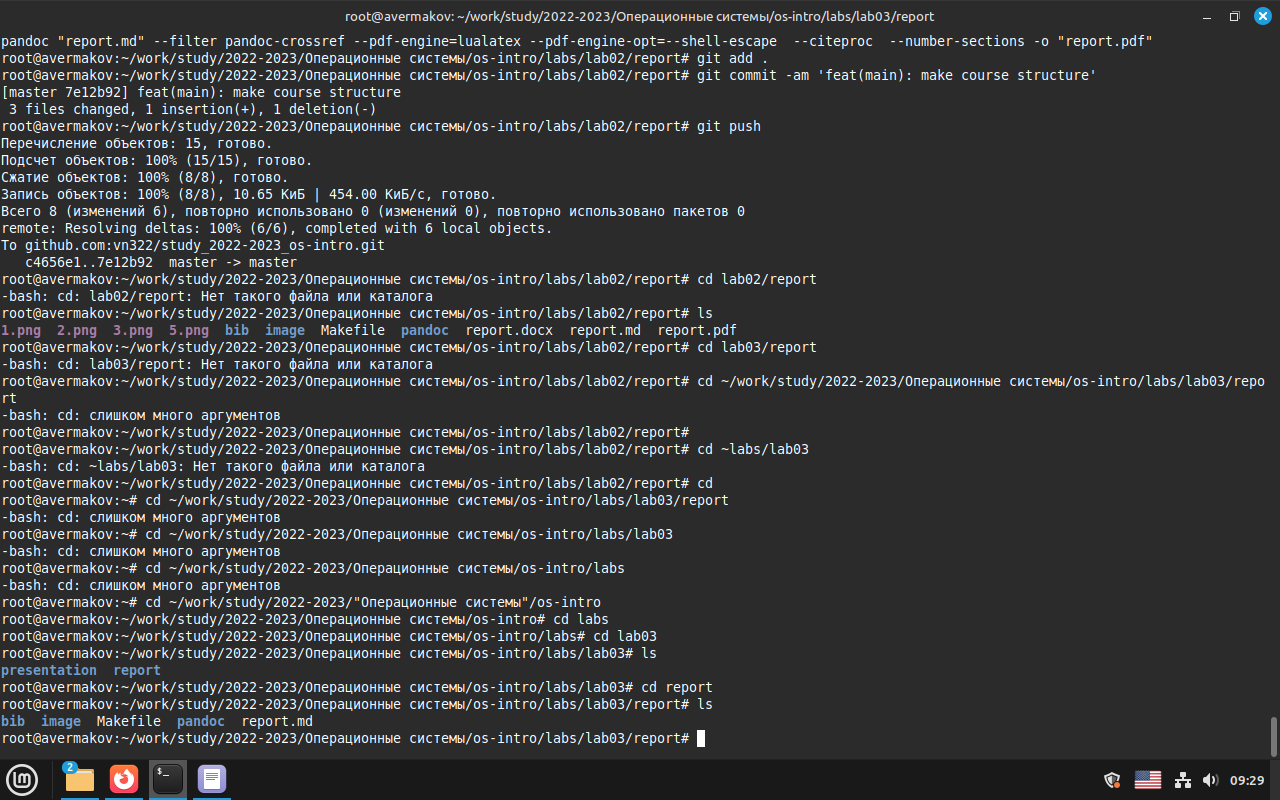 root@avermakov: ~/work/study/2022-2023/Операционные системы/os-intro/labs/lab03/report
pandoc "report.md" --filter pandoc-crossref --pdf-engine=lualatex --pdf-engine-opt=--shell-escape  --citeproc  --number-sections -o "report.pdf"
root@avermakov:~/work/study/2022-2023/Операционные системы/os-intro/labs/lab02/report# git add .
root@avermakov:~/work/study/2022-2023/Операционные системы/os-intro/labs/lab02/report# git commit -am 'feat(main): make course structure'
[master 7e12b92] feat(main): make course structure
 3 files changed, 1 insertion(+), 1 deletion(-)
root@avermakov:~/work/study/2022-2023/Операционные системы/os-intro/labs/lab02/report# git push
Перечисление объектов: 15, готово.
Подсчет объектов: 100% (15/15), готово.
Сжатие объектов: 100% (8/8), готово.
Запись объектов: 100% (8/8), 10.65 КиБ | 454.00 КиБ/с, готово.
Всего 8 (изменений 6), повторно использовано 0 (изменений 0), повторно использовано пакетов 0
remote: Resolving deltas: 100% (6/6), completed with 6 local objects.
To github.com:vn322/study_2022-2023_os-intro.git
   c4656e1..7e12b92  master -> master
root@avermakov:~/work/study/2022-2023/Операционные системы/os-intro/labs/lab02/report# cd lab02/report
-bash: cd: lab02/report: Нет такого файла или каталога
root@avermakov:~/work/study/2022-2023/Операционные системы/os-intro/labs/lab02/report# ls
1.png  2.png  3.png  5.png  bib  image  Makefile  pandoc  report.docx  report.md  report.pdf
root@avermakov:~/work/study/2022-2023/Операционные системы/os-intro/labs/lab02/report# cd lab03/report
-bash: cd: lab03/report: Нет такого файла или каталога
root@avermakov:~/work/study/2022-2023/Операционные системы/os-intro/labs/lab02/report# cd ~/work/study/2022-2023/Операционные системы/os-intro/labs/lab03/repo
rt
-bash: cd: слишком много аргументов
root@avermakov:~/work/study/2022-2023/Операционные системы/os-intro/labs/lab02/report#
root@avermakov:~/work/study/2022-2023/Операционные системы/os-intro/labs/lab02/report# cd ~labs/lab03
-bash: cd: ~labs/lab03: Нет такого файла или каталога
root@avermakov:~/work/study/2022-2023/Операционные системы/os-intro/labs/lab02/report# cd
root@avermakov:~# cd ~/work/study/2022-2023/Операционные системы/os-intro/labs/lab03/report
-bash: cd: слишком много аргументов
root@avermakov:~# cd ~/work/study/2022-2023/Операционные системы/os-intro/labs/lab03
-bash: cd: слишком много аргументов
root@avermakov:~# cd ~/work/study/2022-2023/Операционные системы/os-intro/labs
-bash: cd: слишком много аргументов
root@avermakov:~# cd ~/work/study/2022-2023/"Операционные системы"/os-intro
root@avermakov:~/work/study/2022-2023/Операционные системы/os-intro# cd labs
root@avermakov:~/work/study/2022-2023/Операционные системы/os-intro/labs# cd lab03
root@avermakov:~/work/study/2022-2023/Операционные системы/os-intro/labs/lab03# ls
presentation  report
root@avermakov:~/work/study/2022-2023/Операционные системы/os-intro/labs/lab03# cd report
root@avermakov:~/work/study/2022-2023/Операционные системы/os-intro/labs/lab03/report# ls
bib  image  Makefile  pandoc  report.md
root@avermakov:~/work/study/2022-2023/Операционные системы/os-intro/labs/lab03/report#
2
$_
09:29